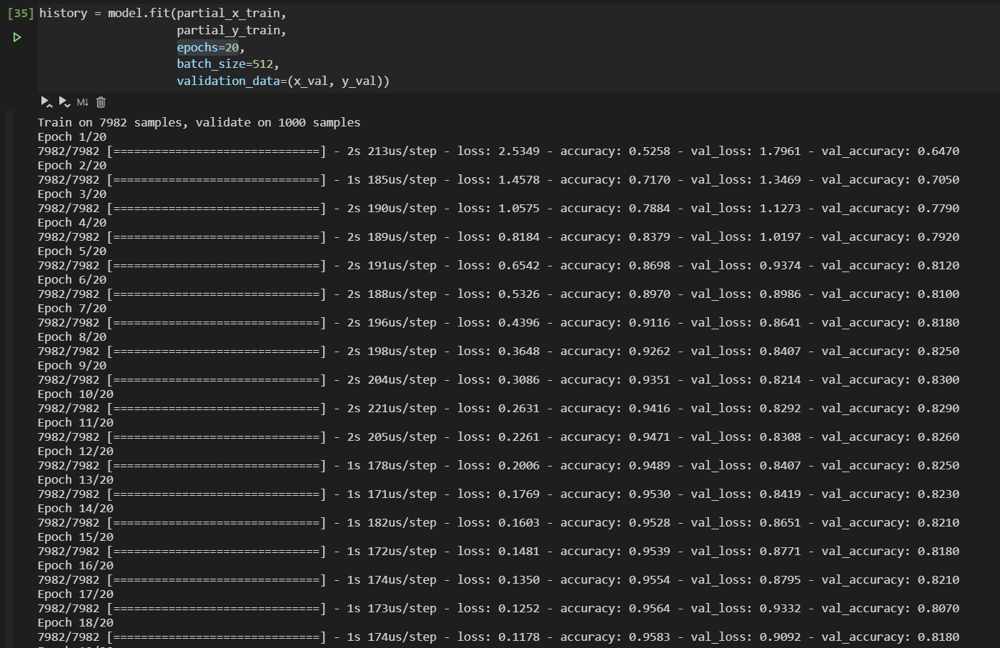 [35] history = model.fit(partial_x_train,
partial_y_train,
epochs=20,
batch_size=512,
validation_data=(x_val, y_val))
M↓
Train on 7982 samples, validate on 1000 samples
Epoch 1/20
7982/7982 [==============================] - 2s 213us/step - loss: 2.5349 - accuracy: 0.5258 - val_loss: 1.7961 - val_accuracy: 0.6470
Epoch 2/20
7982/7982 [==============================] - 1s 185us/step - loss: 1.4578 - accuracy: 0.7170 - val_loss: 1.3469 - val_accuracy: 0.7050
Epoch 3/20
7982/7982 [==============================] - 2s 190us/step - loss: 1.0575 - accuracy: 0.7884 - val_loss: 1.1273 - val_accuracy: 0.7790
Epoch 4/20
7982/7982 [==============================] - 2s 189us/step - loss: 0.8184 - accuracy: 0.8379 - val_loss: 1.0197 - val_accuracy: 0.7920
Epoch 5/20
7982/7982 [==============================] - 2s 191us/step - loss: 0.6542 - accuracy: 0.8698 - val_loss: 0.9374 - val_accuracy: 0.8120
Epoch 6/20
7982/7982 [==============================] - 2s 188us/step - loss: 0.5326 - accuracy: 0.8970 - val_loss: 0.8986 - val_accuracy: 0.8100
Epoch 7/20
7982/7982 [==============================] - 2s 196us/step - loss: 0.4396 - accuracy: 0.9116 - val_loss: 0.8641 - val_accuracy: 0.8180
Epoch 8/20
7982/7982 [==============================] - 2s 198us/step - loss: 0.3648 - accuracy: 0.9262 - val_loss: 0.8407 - val_accuracy: 0.8250
Epoch 9/20
7982/7982 [==============================] - 2s 204us/step - loss: 0.3086 - accuracy: 0.9351 - val_loss: 0.8214 - val_accuracy: 0.8300
Epoch 10/20
7982/7982 [==============================] - 2s 221us/step - loss: 0.2631 - accuracy: 0.9416 - val_loss: 0.8292 - val_accuracy: 0.8290
Epoch 11/20
7982/7982 [==============================] - 2s 205us/step - loss: 0.2261 - accuracy: 0.9471 - val_loss: 0.8308 - val_accuracy: 0.8260
Epoch 12/20
7982/7982 [==============================] - 1s 178us/step - loss: 0.2006 - accuracy: 0.9489 - val_loss: 0.8407 - val_accuracy: 0.8250
Epoch 13/20
7982/7982 [==============================] - 1s 171us/step - loss: 0.1769 - accuracy: 0.9530 - val_loss: 0.8419 - val_accuracy: 0.8230
Epoch 14/20
7982/7982 [==============================] - 1s 182us/step - loss: 0.1603 - accuracy: 0.9528 - val_loss: 0.8651 - val_accuracy: 0.8210
Epoch 15/20
7982/7982 [==============================] - 1s 172us/step - loss: 0.1481 - accuracy: 0.9539 - val_loss: 0.8771 - val_accuracy: 0.8180
Epoch 16/20
7982/7982 [==============================] - 1s 174us/step - loss: 0.1350 - accuracy: 0.9554 - val_loss: 0.8795 - val_accuracy: 0.8210
Epoch 17/20
7982/7982 [==============================] - 1s 173us/step - loss: 0.1252 - accuracy: 0.9564 - val_loss: 0.9332 - val_accuracy: 0.8070
Epoch 18/20
7982/7982 [==============================] - 1s 174us/step - loss: 0.1178 - accuracy: 0.9583 - val_loss: 0.9092 - val_accuracy: 0.8180